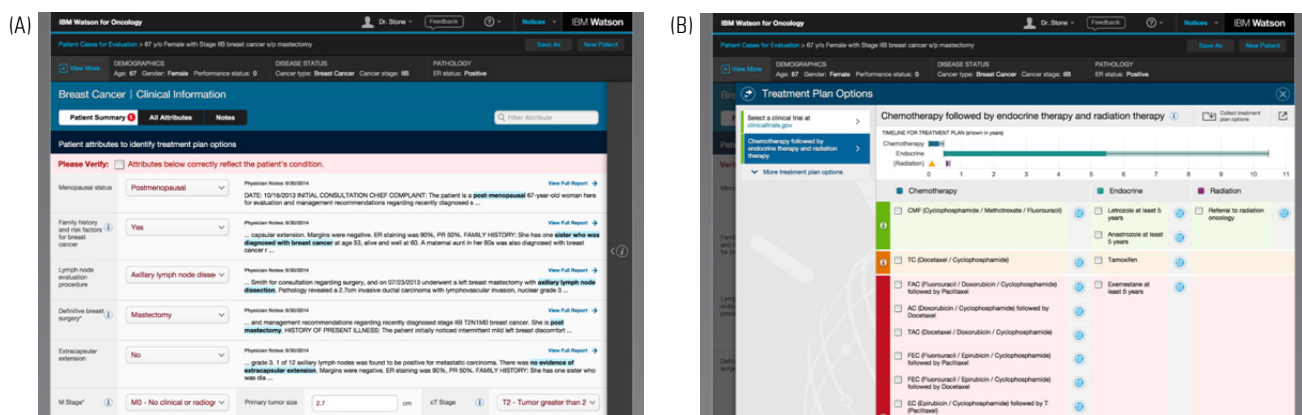 (A)
IBM Watson for Oncology
Dr. Stone
Feedback
Notices
IBM Watson
Patient Cases for Evaluation > 67 y/o Female with Stage IIB breast cancer s/p mastectomy
Save As
New Patient
View More
DEMOGRAPHICS
Age: 67 Gender: Female Performance status: 0
DISEASE STATUS
Cancer type: Breast Cancer Cancer stage: IIB
PATHOLOGY
ER status: Positive
Breast Cancer | Clinical Information
Patient Summary
All Attributes
Notes
Filter Attribute
Patient attributes to identify treatment plan options
Please Verify: Attributes below correctly reflect the patient's condition.
Menopausal status
Postmenopausal
Physician Notes: 9/30/2014
View Full Report
DATE: 10/16/2013 INITIAL CONSULTATION CHIEF COMPLAINT: The patient is a post-menopausal 67-year-old woman here
for evaluation and management recommendations regarding recently diagnosed s ...
Family history
and risk factors
for breast
cancer
Yes
Physician Notes: 9/30/2014
View Full Report
... capsular extension. Margins were negative. ER staining was 90%, PR 50%. FAMILY HISTORY: She has one sister who was
diagnosed with breast cancer at age 53, alive and well at 60. A maternal aunt in her 80s was also diagnosed with breast
cancer r ...
Lymph node
evaluation
procedure
Axillary lymph node dissec
Physician Notes: 9/30/2014
View Full Report
... Smith for consultation regarding surgery, and on 07/23/2013 underwent a left breast mastectomy with axillary lymph node
dissection. Pathology revealed a 2.7cm invasive ductal carcinoma with lymphovascular invasion, nuclear grade 3 ...
Definitive breast
surgery*
Mastectomy
Physician Notes: 9/30/2014
View Full Report
... and management recommendations regarding recently diagnosed stage IIB T2N1M0 breast cancer. She is post
mastectomy. HISTORY OF PRESENT ILLNESS: The patient initially noticed intermittent mild left breast discomfort ...
Extracapsular
extension
No
Physician Notes: 9/30/2014
View Full Report
... grade 3. 1 of 12 axillary lymph nodes was found to be positive for metastatic carcinoma. There was no evidence of
extracapsular extension. Margins were negative. ER staining was 90%, PR 50%. FAMILY HISTORY: She has one sister who
was dia ...
M Stage*
M0 - No clinical or radiogr
Primary tumor size
2.7
cm
cT Stage
T2 - Tumor greater than 2
(B)
IBM Watson for Oncology
Dr. Stone
Feedback
Notices
IBM Watson
Patient Cases for Evaluation > 67 y/o Female with Stage IIB breast cancer s/p mastectomy
Save As
New Patient
View More
DEMOGRAPHICS
Age: 67 Gender: Female Performance status: 0
DISEASE STATUS
Cancer type: Breast Cancer Cancer stage: IIB
PATHOLOGY
ER status: Positive
Treatment Plan Options
Select a clinical trial at
clinicaltrials.gov
Chemotherapy followed by
endocrine therapy and radiation
therapy
More treatment plan options
Chemotherapy followed by endocrine therapy and radiation therapy
Collect treatment
plan options
TIMELINE FOR TREATMENT PLAN (shown in years)
Chemotherapy
Endocrine
(Radiation)
0 1 2 3 4 5 6 7 8 9 10 11
Chemotherapy
Endocrine
Radiation
CMF (Cyclophosphamide / Methotrexate / Fluorouracil)
Letrozole at least 5
years
Referral to radiation
oncology
Anastrozole at least
5 years
TC (Docetaxel / Cyclophosphamide)
Tamoxifen
FAC (Fluorouracil / Doxorubicin / Cyclophosphamide)
followed by Paclitaxel
Exemestane at
least 5 years
AC (Doxorubicin / Cyclophosphamide) followed by
Docetaxel
TAC (Docetaxel / Doxorubicin / Cyclophosphamide)
FEC (Fluorouracil / Epirubicin / Cyclophosphamide)
followed by Paclitaxel
FEC (Fluorouracil / Epirubicin / Cyclophosphamide)
followed by Docetaxel
EC (Epirubicin / Cyclophosphamide) followed by T
(Paclitaxel)